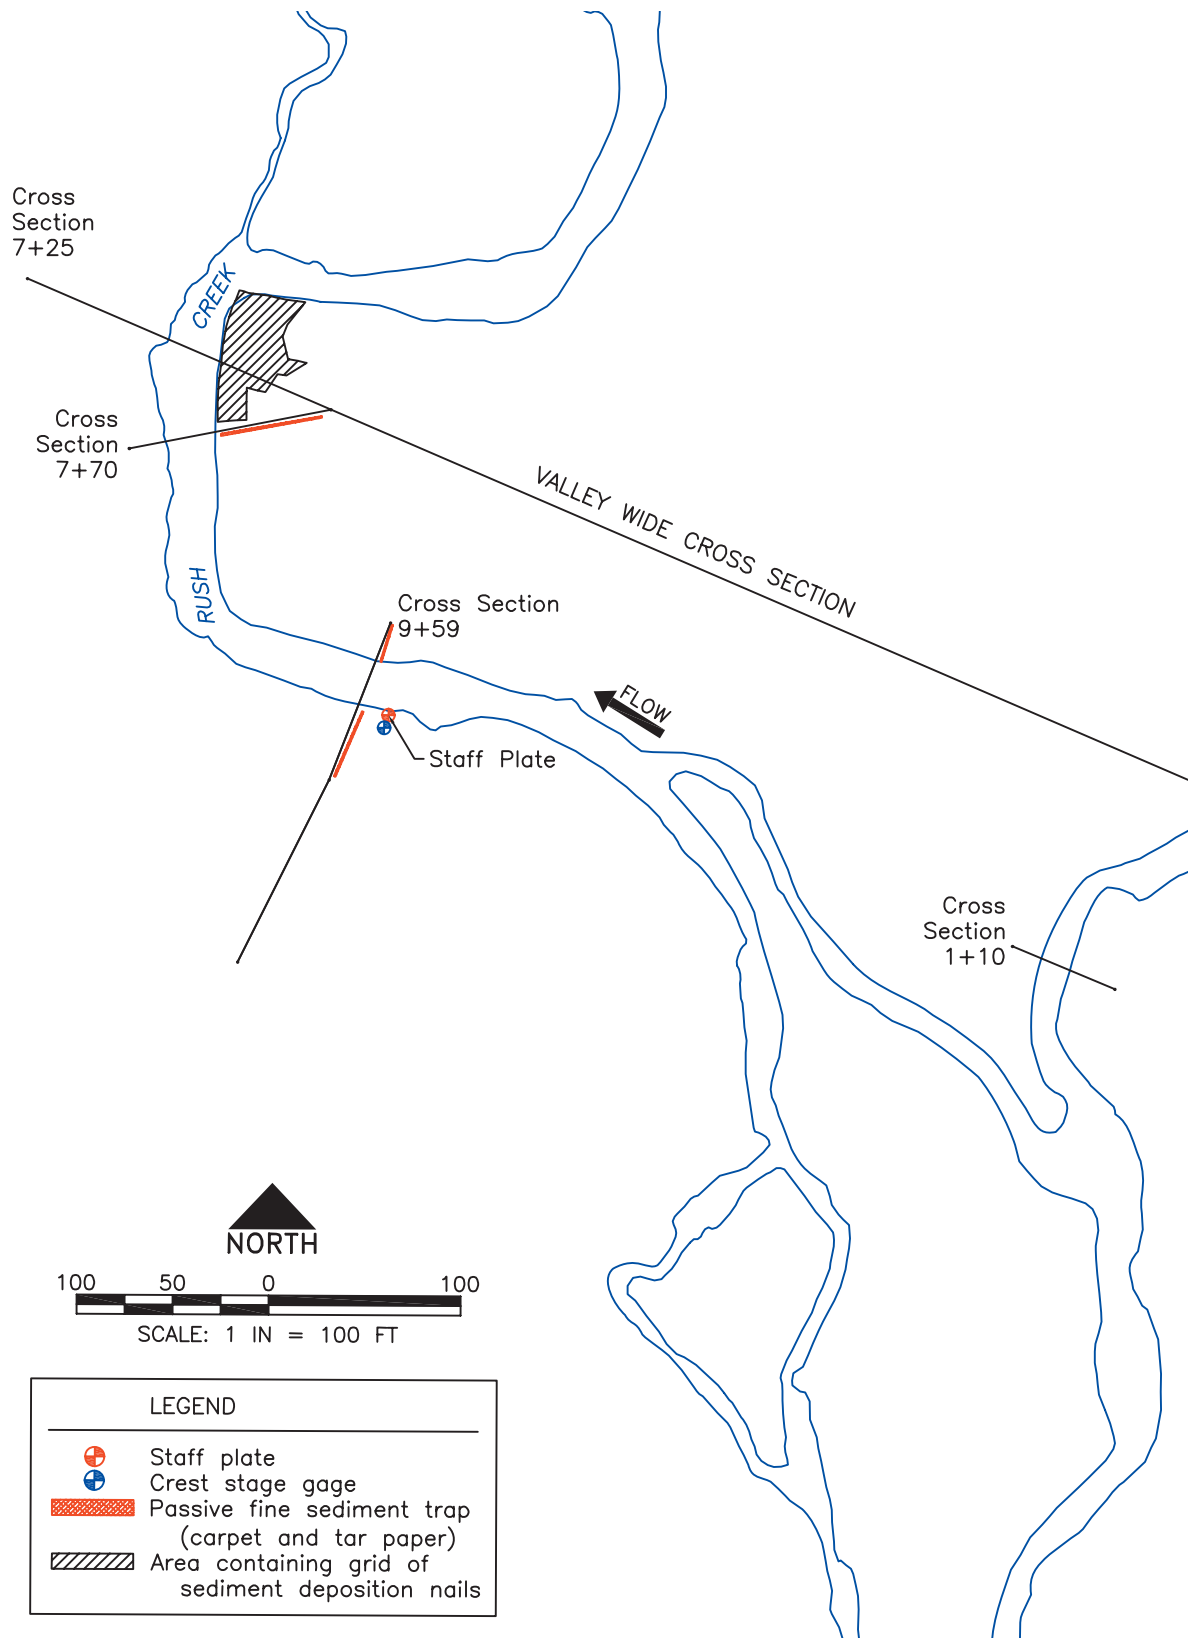 Cross
Section
7+25
CREEK
Cross
Section
7+70
VALLEY WIDE CROSS SECTION
RUSH
Cross Section
9+59
FLOW
Staff Plate
Cross
Section
1+10
NORTH
100 50 0 100
SCALE: 1 IN = 100 FT
LEGEND
Staff plate
Crest stage gage
Passive fine sediment trap
(carpet and tar paper)
Area containing grid of
sediment deposition nails